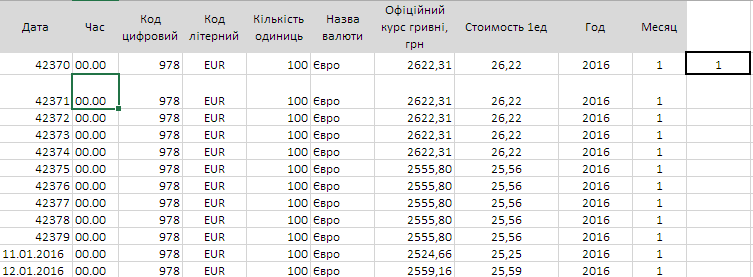 Дата Час Код цифровий Код літерний Кількість одиниць Назва валюти Офіційний курс гривні, грн Стоимость 1ед Год Месяц
42370 00.00 978 EUR 100 Євро 2622,31 26,22 2016 1 1
42371 00.00 978 EUR 100 Євро 2622,31 26,22 2016 1
42372 00.00 978 EUR 100 Євро 2622,31 26,22 2016 1
42373 00.00 978 EUR 100 Євро 2622,31 26,22 2016 1
42374 00.00 978 EUR 100 Євро 2622,31 26,22 2016 1
42375 00.00 978 EUR 100 Євро 2555,80 25,56 2016 1
42376 00.00 978 EUR 100 Євро 2555,80 25,56 2016 1
42377 00.00 978 EUR 100 Євро 2555,80 25,56 2016 1
42378 00.00 978 EUR 100 Євро 2555,80 25,56 2016 1
42379 00.00 978 EUR 100 Євро 2555,80 25,56 2016 1
11.01.2016 00.00 978 EUR 100 Євро 2524,66 25,25 2016 1
12.01.2016 00.00 978 EUR 100 Євро 2559,16 25,59 2016 1